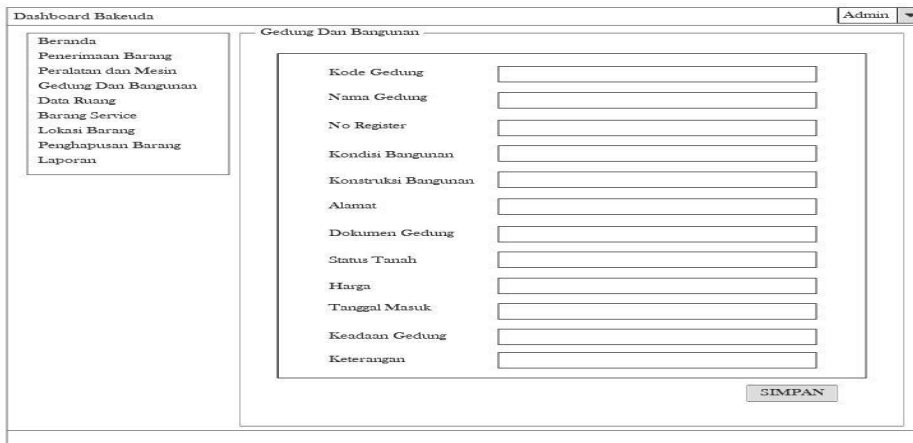 Dashboard Bakeuda
Admin
Beranda
Penerimaan Barang
Peralatan dan Mesin
Gedung Dan Bangunan
Data Ruang
Barang Service
Lokasi Barang
Penghapusan Barang
Laporan
Gedung Dan Bangunan
Kode Gedung
Nama Gedung
No Register
Kondisi Bangunan
Konstruksi Bangunan
Alamat
Dokumen Gedung
Status Tanah
Harga
Tanggal Masuk
Keadaan Gedung
Keterangan
SIMPAN